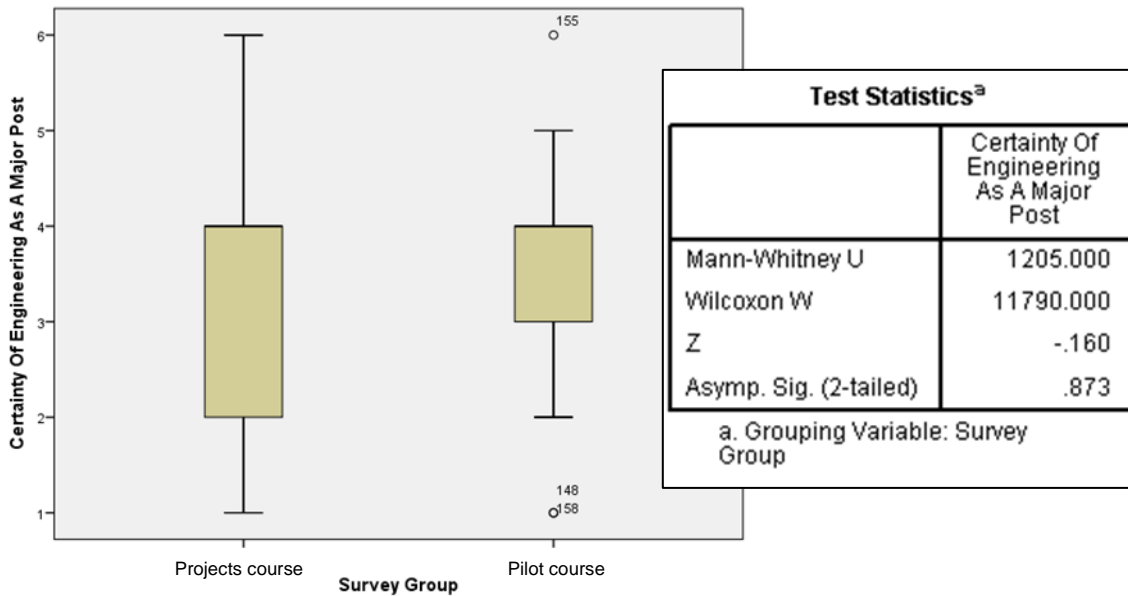 6
5
4
3
2
1
Certainty Of Engineering As A Major Post
155
148
158
Projects course
Pilot course
Survey Group
Test Statisticsa
Certainty Of
Engineering
As A Major
Post
Mann-Whitney U 1205.000
Wilcoxon W 11790.000
Z -.160
Asymp. Sig. (2-tailed) .873
a. Grouping Variable: Survey
Group